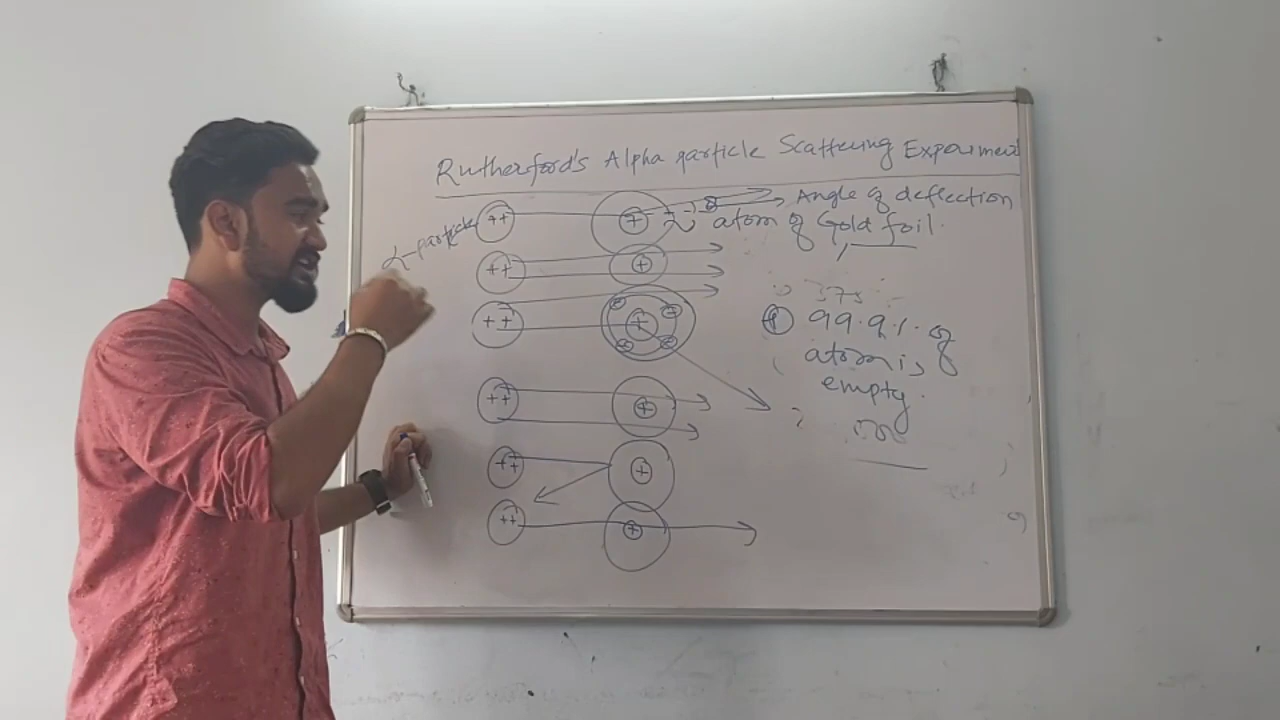 Rutherford's Alpha particle Scattering Experiment
α-particle ++ + θ Angle of deflection
atom of Gold foil.
++ +
++ +
① 99.9%. of
atom is
empty.
++ +
++ +
++ +